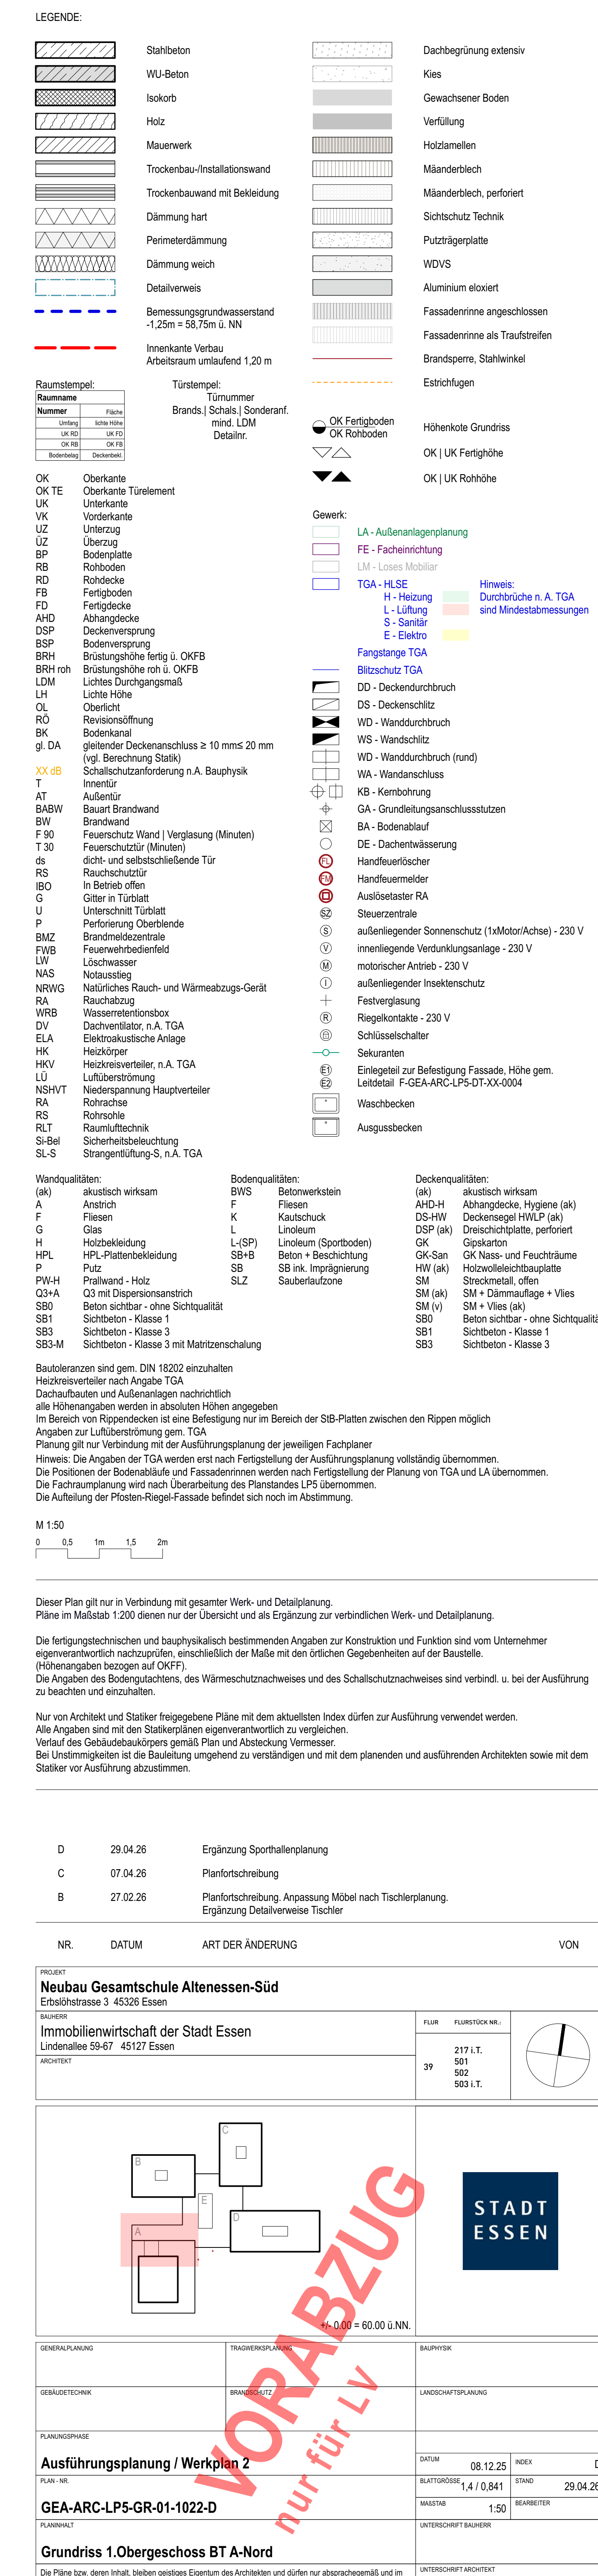 LEGENDE:
Stahlbeton
WU-Beton
Isokorb
Holz
Mauerwerk
Trockenbau-/Installationswand
Trockenbauwand mit Bekleidung
Dämmung hart
Perimeterdämmung
Dämmung weich
Detailverweis
Bemessungsgrundwasserstand
-1,25m = 58,75m ü. NN
Innenkante Verbau
Arbeitsraum umlaufend 1,20 m
Dachbegrünung extensiv
Kies
Gewachsener Boden
Verfüllung
Holzlamellen
Mäanderblech
Mäanderblech, perforiert
Sichtschutz Technik
Putzträgerplatte
WDVS
Aluminium eloxiert
Fassadenrinne angeschlossen
Fassadenrinne als Traufstreifen
Brandsperre, Stahlwinkel
Estrichfugen
Raumstempel:
Raumname
Nummer Fläche
Umfang lichte Höhe
UK RD UK FD
OK RB OK FB
Bodenbelag Deckenbekl.
Türstempel:
Türnummer
Brands.| Schals.| Sonderanf.
mind. LDM
Detailnr.
OK Fertigboden
OK Rohboden
Höhenkote Grundriss
OK | UK Fertighöhe
OK | UK Rohhöhe
OK Oberkante
OK TE Oberkante Türelement
UK Unterkante
VK Vorderkante
UZ Unterzug
ÜZ Überzug
BP Bodenplatte
RB Rohboden
RD Rohdecke
FB Fertigboden
FD Fertigdecke
AHD Abhangdecke
DSP Deckenversprung
BSP Bodenversprung
BRH Brüstungshöhe fertig ü. OKFB
BRH roh Brüstungshöhe roh ü. OKFB
LDM Lichtes Durchgangsmaß
LH Lichte Höhe
OL Oberlicht
RÖ Revisionsöffnung
BK Bodenkanal
gl. DA gleitender Deckenanschluss ≥ 10 mm≤ 20 mm
(vgl. Berechnung Statik)
XX dB Schallschutzanforderung n.A. Bauphysik
T Innentür
AT Außentür
BABW Bauart Brandwand
BW Brandwand
F 90 Feuerschutz Wand | Verglasung (Minuten)
T 30 Feuerschutztür (Minuten)
ds dicht- und selbstschließende Tür
RS Rauchschutztür
IBO In Betrieb offen
G Gitter in Türblatt
U Unterschnitt Türblatt
P Perforierung Oberblende
BMZ Brandmeldezentrale
FWB Feuerwehrbedienfeld
LW Löschwasser
NAS Notausstieg
NRWG Natürliches Rauch- und Wärmeabzugs-Gerät
RA Rauchabzug
WRB Wasserretentionsbox
DV Dachventilator, n.A. TGA
ELA Elektroakustische Anlage
HK Heizkörper
HKV Heizkreisverteiler, n.A. TGA
LÜ Luftüberströmung
NSHVT Niederspannung Hauptverteiler
RA Rohrachse
RS Rohrsohle
RLT Raumlufttechnik
Si-Bel Sicherheitsbeleuchtung
SL-S Strangentlüftung-S, n.A. TGA
Gewerk:
LA - Außenanlagenplanung
FE - Facheinrichtung
LM - Loses Mobiliar
TGA - HLSE
H - Heizung
L - Lüftung
S - Sanitär
E - Elektro
Hinweis:
Durchbrüche n. A. TGA
sind Mindestabmessungen
Fangstange TGA
Blitzschutz TGA
DD - Deckendurchbruch
DS - Deckenschlitz
WD - Wanddurchbruch
WS - Wandschlitz
WD - Wanddurchbruch (rund)
WA - Wandanschluss
KB - Kernbohrung
GA - Grundleitungsanschlussstutzen
BA - Bodenablauf
DE - Dachentwässerung
FL Handfeuerlöscher
FM Handfeuermelder
Auslösetaster RA
SZ Steuerzentrale
S außenliegender Sonnenschutz (1xMotor/Achse) - 230 V
V innenliegende Verdunklungsanlage - 230 V
M motorischer Antrieb - 230 V
I außenliegender Insektenschutz
Festverglasung
R Riegelkontakte - 230 V
Schlüsselschalter
Sekuranten
E1 Einlegeteil zur Befestigung Fassade, Höhe gem.
E2 Leitdetail F-GEA-ARC-LP5-DT-XX-0004
Waschbecken
Ausgussbecken
Wandqualitäten:
(ak) akustisch wirksam
A Anstrich
F Fliesen
G Glas
H Holzbekleidung
HPL HPL-Plattenbekleidung
P Putz
PW-H Prallwand - Holz
Q3+A Q3 mit Dispersionsanstrich
SB0 Beton sichtbar - ohne Sichtqualität
SB1 Sichtbeton - Klasse 1
SB3 Sichtbeton - Klasse 3
SB3-M Sichtbeton - Klasse 3 mit Matritzenschalung
Bodenqualitäten:
BWS Betonwerkstein
F Fliesen
K Kautschuck
L Linoleum
L-(SP) Linoleum (Sportboden)
SB+B Beton + Beschichtung
SB SB ink. Imprägnierung
SLZ Sauberlaufzone
Deckenqualitäten:
(ak) akustisch wirksam
AHD-H Abhangdecke, Hygiene (ak)
DS-HW Deckensegel HWLP (ak)
DSP (ak) Dreischichtplatte, perforiert
GK Gipskarton
GK-San GK Nass- und Feuchträume
HW (ak) Holzwolleleichtbauplatte
SM Streckmetall, offen
SM (ak) SM + Dämmauflage + Vlies
SM (v) SM + Vlies (ak)
SB0 Beton sichtbar - ohne Sichtqualitä
SB1 Sichtbeton - Klasse 1
SB3 Sichtbeton - Klasse 3
Bautoleranzen sind gem. DIN 18202 einzuhalten
Heizkreisverteiler nach Angabe TGA
Dachaufbauten und Außenanlagen nachrichtlich
alle Höhenangaben werden in absoluten Höhen angegeben
Im Bereich von Rippendecken ist eine Befestigung nur im Bereich der StB-Platten zwischen den Rippen möglich
Angaben zur Luftüberströmung gem. TGA
Planung gilt nur Verbindung mit der Ausführungsplanung der jeweiligen Fachplaner
Hinweis: Die Angaben der TGA werden erst nach Fertigstellung der Ausführungsplanung vollständig übernommen.
Die Positionen der Bodenabläufe und Fassadenrinnen werden nach Fertigstellung der Planung von TGA und LA übernommen.
Die Fachraumplanung wird nach Überarbeitung des Planstandes LP5 übernommen.
Die Aufteilung der Pfosten-Riegel-Fassade befindet sich noch im Abstimmung.
M 1:50
0 0,5 1m 1,5 2m
Dieser Plan gilt nur in Verbindung mit gesamter Werk- und Detailplanung.
Pläne im Maßstab 1:200 dienen nur der Übersicht und als Ergänzung zur verbindlichen Werk- und Detailplanung.
Die fertigungstechnischen und bauphysikalisch bestimmenden Angaben zur Konstruktion und Funktion sind vom Unternehmer
eigenverantwortlich nachzuprüfen, einschließlich der Maße mit den örtlichen Gegebenheiten auf der Baustelle.
(Höhenangaben bezogen auf OKFF).
Die Angaben des Bodengutachtens, des Wärmeschutznachweises und des Schallschutznachweises sind verbindl. u. bei der Ausführung
zu beachten und einzuhalten.
Nur von Architekt und Statiker freigegebene Pläne mit dem aktuellsten Index dürfen zur Ausführung verwendet werden.
Alle Angaben sind mit den Statikerplänen eigenverantwortlich zu vergleichen.
Verlauf des Gebäudebaukörpers gemäß Plan und Absteckung Vermesser.
Bei Unstimmigkeiten ist die Bauleitung umgehend zu verständigen und mit dem planenden und ausführenden Architekten sowie mit dem
Statiker vor Ausführung abzustimmen.
D 29.04.26 Ergänzung Sporthallenplanung
C 07.04.26 Planfortschreibung
B 27.02.26 Planfortschreibung. Anpassung Möbel nach Tischlerplanung.
Ergänzung Detailverweise Tischler
NR. DATUM ART DER ÄNDERUNG VON
PROJEKT
Neubau Gesamtschule Altenessen-Süd
Erbslöhstrasse 3 45326 Essen
BAUHERR
Immobilienwirtschaft der Stadt Essen
Lindenallee 59-67 45127 Essen
ARCHITEKT
FLUR FLURSTÜCK NR.:
39
217 i.T.
501
502
503 i.T.
C
B
E
D
A
+/- 0.00 = 60.00 ü.NN.
STADT
ESSEN
VORABZUG
nur für LV
GENERALPLANUNG TRAGWERKSPLANUNG BAUPHYSIK
GEBÄUDETECHNIK BRANDSCHUTZ LANDSCHAFTSPLANUNG
PLANUNGSPHASE
Ausführungsplanung / Werkplan 2
DATUM 08.12.25 INDEX D
PLAN - NR.
GEA-ARC-LP5-GR-01-1022-D
BLATTGRÖSSE 1,4 / 0,841 STAND 29.04.26
MAßSTAB 1:50 BEARBEITER
PLANINHALT
Grundriss 1.Obergeschoss BT A-Nord
UNTERSCHRIFT BAUHERR
UNTERSCHRIFT ARCHITEKT
Die Pläne bzw. deren Inhalt, bleiben geistiges Eigentum des Architekten und dürfen nur absprachegemäß und im